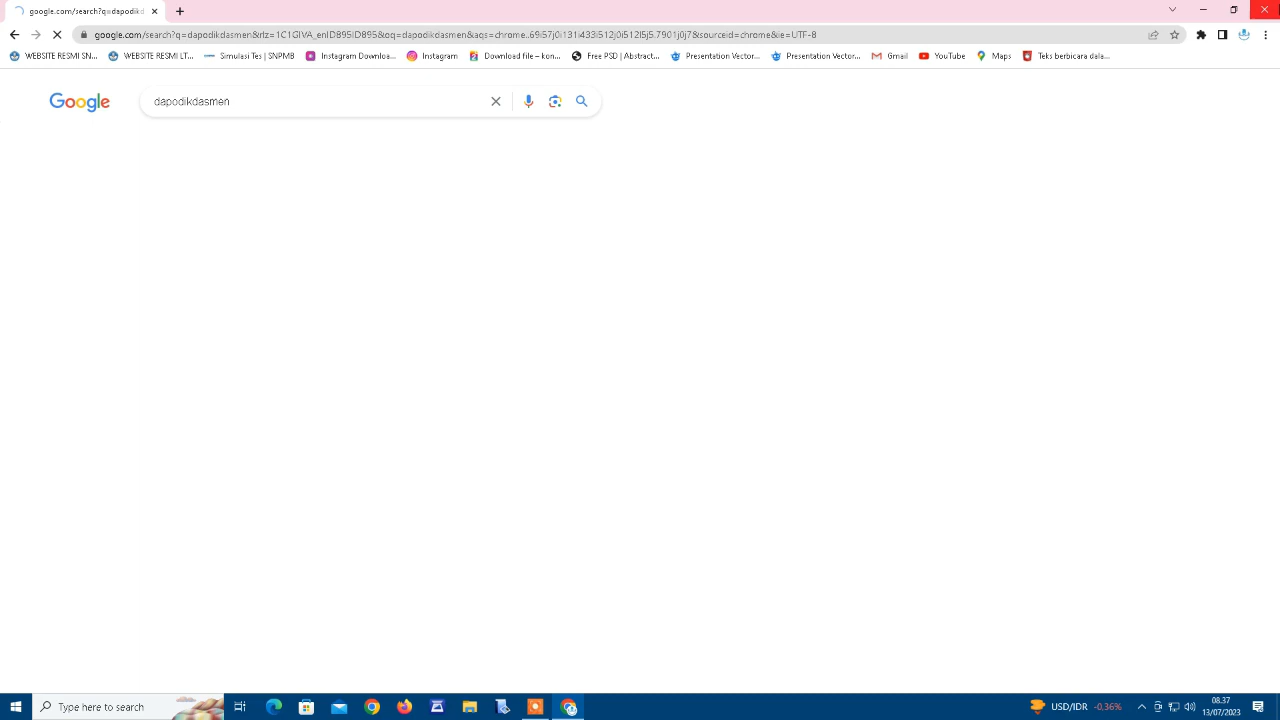 google.com/search?q=dapodikd
google.com/search?q=dapodikdasmen&rlz=1C1GIVA_enID895ID895&oq=dapodikdasmen&aqs=chrome..69i57j0i131i433i512j0i512l5j5.7901j0j7&sourceid=chrome&ie=UTF-8
WEBSITE RESMI SN... WEBSITE RESMI LT... Simulasi Tes | SNPMB Instagram Downloa... Instagram Download file – kon... Free PSD | Abstract... Presentation Vector... Presentation Vector... Gmail YouTube Maps Teks berbicara dala...
Google dapodikdasmen
Type here to search USD/IDR -0,36% 08.37
13/07/2023